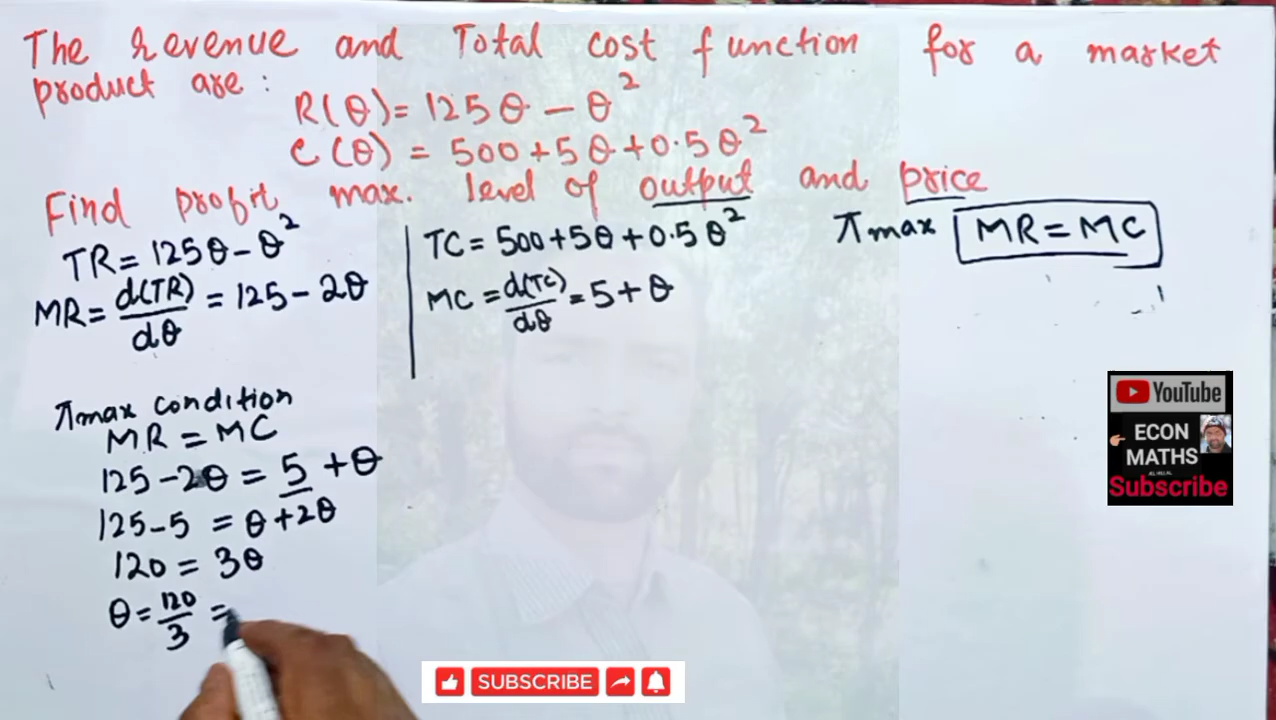 The Revenue and Total cost function for a market
product are:
R(θ) = 125θ - θ²
C(θ) = 500 + 5θ + 0.5θ²
Find profit max. level of output and price
TR = 125θ - θ²
MR = d(TR)/dθ = 125 - 2θ
TC = 500 + 5θ + 0.5θ²
MC = d(TC)/dθ = 5 + θ
πmax MR = MC
πmax condition
MR = MC
125 - 2θ = 5 + θ
125 - 5 = θ + 2θ
120 = 3θ
θ = 120/3 =
YouTube
ECON
MATHS
Subscribe
SUBSCRIBE